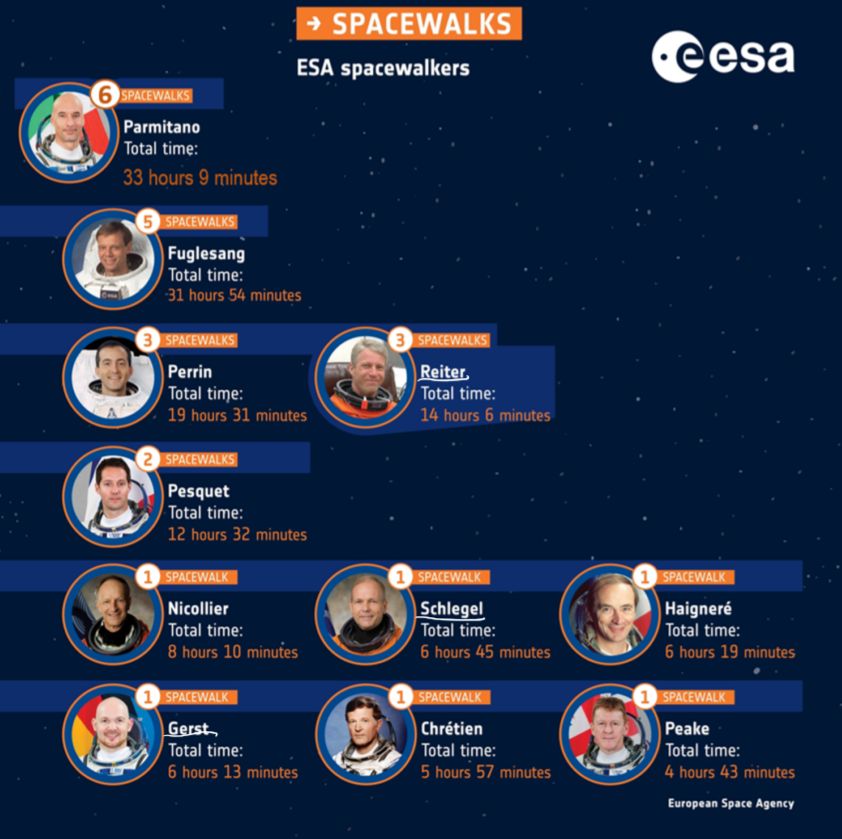 → SPACEWALKS
ESA spacewalkers
esa
6 SPACEWALKS
Parmitano
Total time:
33 hours 9 minutes
5 SPACEWALKS
Fuglesang
Total time:
31 hours 54 minutes
3 SPACEWALKS
Perrin
Total time:
19 hours 31 minutes
3 SPACEWALKS
Reiter
Total time:
14 hours 6 minutes
2 SPACEWALKS
Pesquet
Total time:
12 hours 32 minutes
1 SPACEWALK
Nicollier
Total time:
8 hours 10 minutes
1 SPACEWALK
Schlegel
Total time:
6 hours 45 minutes
1 SPACEWALK
Haigneré
Total time:
6 hours 19 minutes
1 SPACEWALK
Gerst
Total time:
6 hours 13 minutes
1 SPACEWALK
Chrétien
Total time:
5 hours 57 minutes
1 SPACEWALK
Peake
Total time:
4 hours 43 minutes
European Space Agency